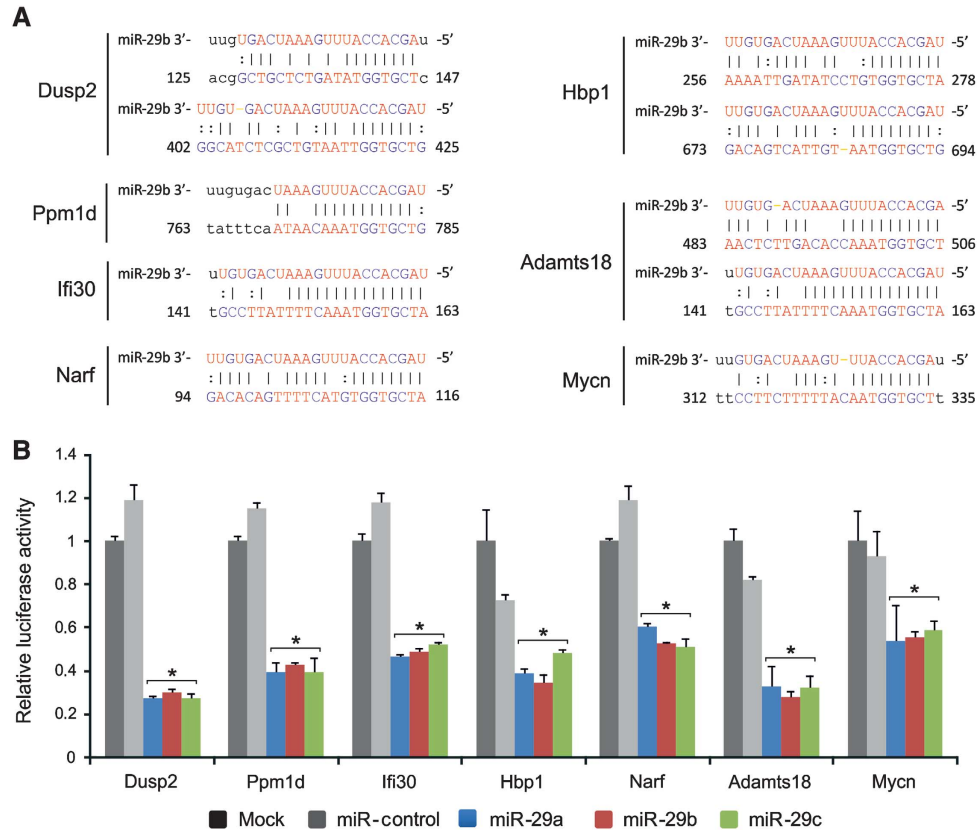 A
Dusp2
miR-29b 3’- uugUGACUAAAGUUUACCACGAu -5’
125 acgGCTGCTCTGATATGGTGCTc 147
miR-29b 3’- UUGU-GACUAAAGUUUACCACGAU -5’
402 GGCATCTCGCTGTAATTGGTGCTG 425
Ppm1d
miR-29b 3’- uugugacUAAAGUUUACCACGAU -5’
763 tatttcaATAACAAATGGTGCTG 785
Ifi30
miR-29b 3’- uUGUGACUAAAGUUUACCACGAU -5’
141 tGCCTTATTTTCAAATGGTGCTA 163
Narf
miR-29b 3’- UUGUGACUAAAGUUUACCACGAU -5’
94 GACACAGTTTTCATGTGGTGCTA 116
Hbp1
miR-29b 3’- UUGUGACUAAAGUUUACCACGAU -5’
256 AAAATTGATATCCTGTGGTGCTA 278
miR-29b 3’- UUGUGACUAAAGUUUACCACGAU -5’
673 GACAGTCATTGT-AATGGTGCTG 694
Adamts18
miR-29b 3’- UUGUG-ACUAAAGUUUACCACGA -5’
483 AACTCTTGACACCAAATGGTGCT 506
miR-29b 3’- uUGUGACUAAAGUUUACCACGAU -5’
141 tGCCTTATTTTCAAATGGTGCTA 163
Mycn
miR-29b 3’- uuGUGACUAAAGU-UUACCACGAu -5’
312 ttCCTTCTTTTTACAATGGTGCTt 335
B
Relative luciferase activity
1.4
1.2
1
0.8
0.6
0.4
0.2
0
* * * * * * *
Dusp2 Ppm1d Ifi30 Hbp1 Narf Adamts18 Mycn
Mock miR-control miR-29a miR-29b miR-29c